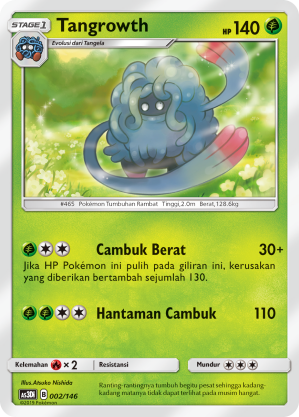 STAGE 1
Tangrowth
HP 140
Evolusi dari Tangela
#465 Pokémon Tumbuhan Rambat Tinggi, 2.0m Berat, 128.6kg
Cambuk Berat 30+
Jika HP Pokémon ini pulih pada giliran ini, kerusakan
yang diberikan bertambah sejumlah 130.
Hantaman Cambuk 110
Kelemahan ×2 Resistansi Mundur
Illus. Atsuko Nishida
AS3D B 002/146
©2019 Pokémon
Ranting-rantingnya tumbuh begitu pesat sehingga kadang-
kadang matanya tidak dapat terlihat pada musim hangat.